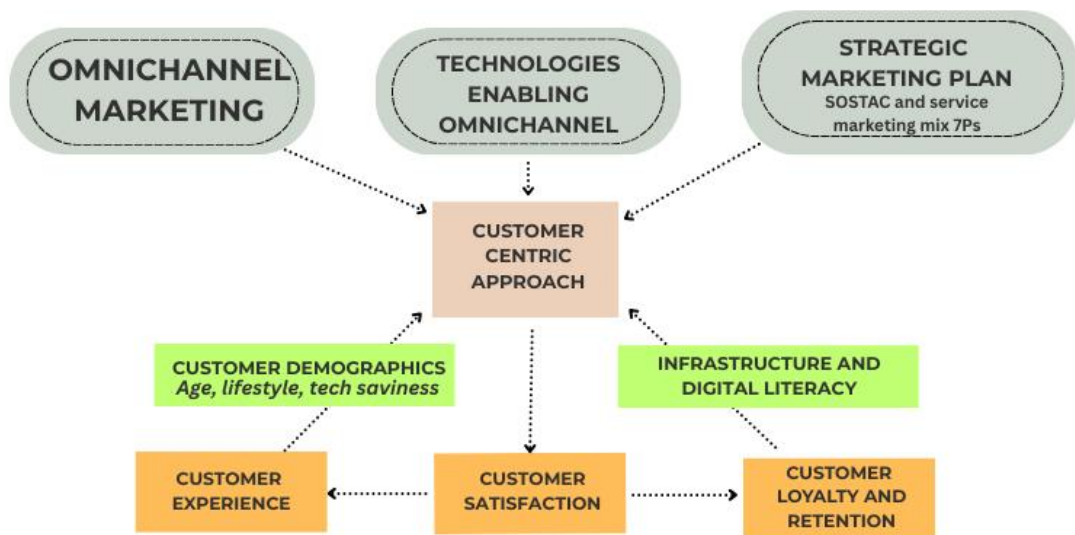 OMNICHANNEL
MARKETING
TECHNOLOGIES
ENABLING
OMNICHANNEL
STRATEGIC
MARKETING PLAN
SOSTAC and service
marketing mix 7Ps
CUSTOMER
CENTRIC
APPROACH
CUSTOMER DEMOGRAPHICS
Age, lifestyle, tech saviness
INFRASTRUCTURE AND
DIGITAL LITERACY
CUSTOMER
EXPERIENCE
CUSTOMER
SATISFACTION
CUSTOMER
LOYALTY AND
RETENTION